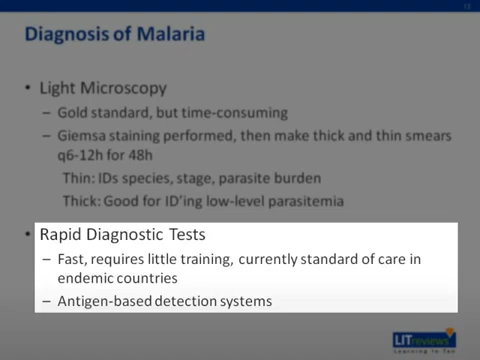 13
Diagnosis of Malaria
• Light Microscopy
– Gold standard, but time-consuming
– Giemsa staining performed, then make thick and thin smears
q6-12h for 48h
Thin: IDs species, stage, parasite burden
Thick: Good for ID'ing low-level parasitemia
• Rapid Diagnostic Tests
– Fast, requires little training, currently standard of care in
endemic countries
– Antigen-based detection systems
LITreviews
Learning in Ten